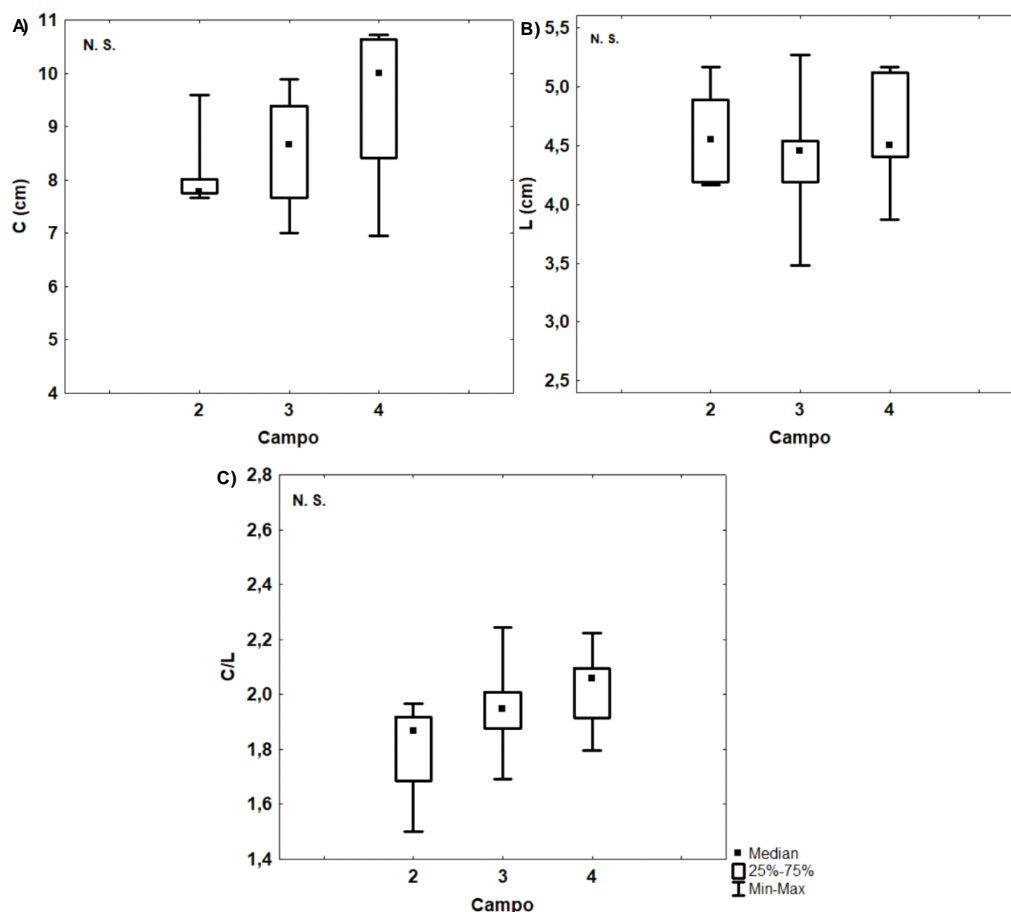 A)
N. S.
C (cm)
11
10
9
8
7
6
5
4
2 3 4
Campo
B)
N. S.
L (cm)
5,5
5,0
4,5
4,0
3,5
3,0
2,5
2 3 4
Campo
C)
N. S.
C/L
2,8
2,6
2,4
2,2
2,0
1,8
1,6
1,4
2 3 4
Campo
Median
25%-75%
Min-Max